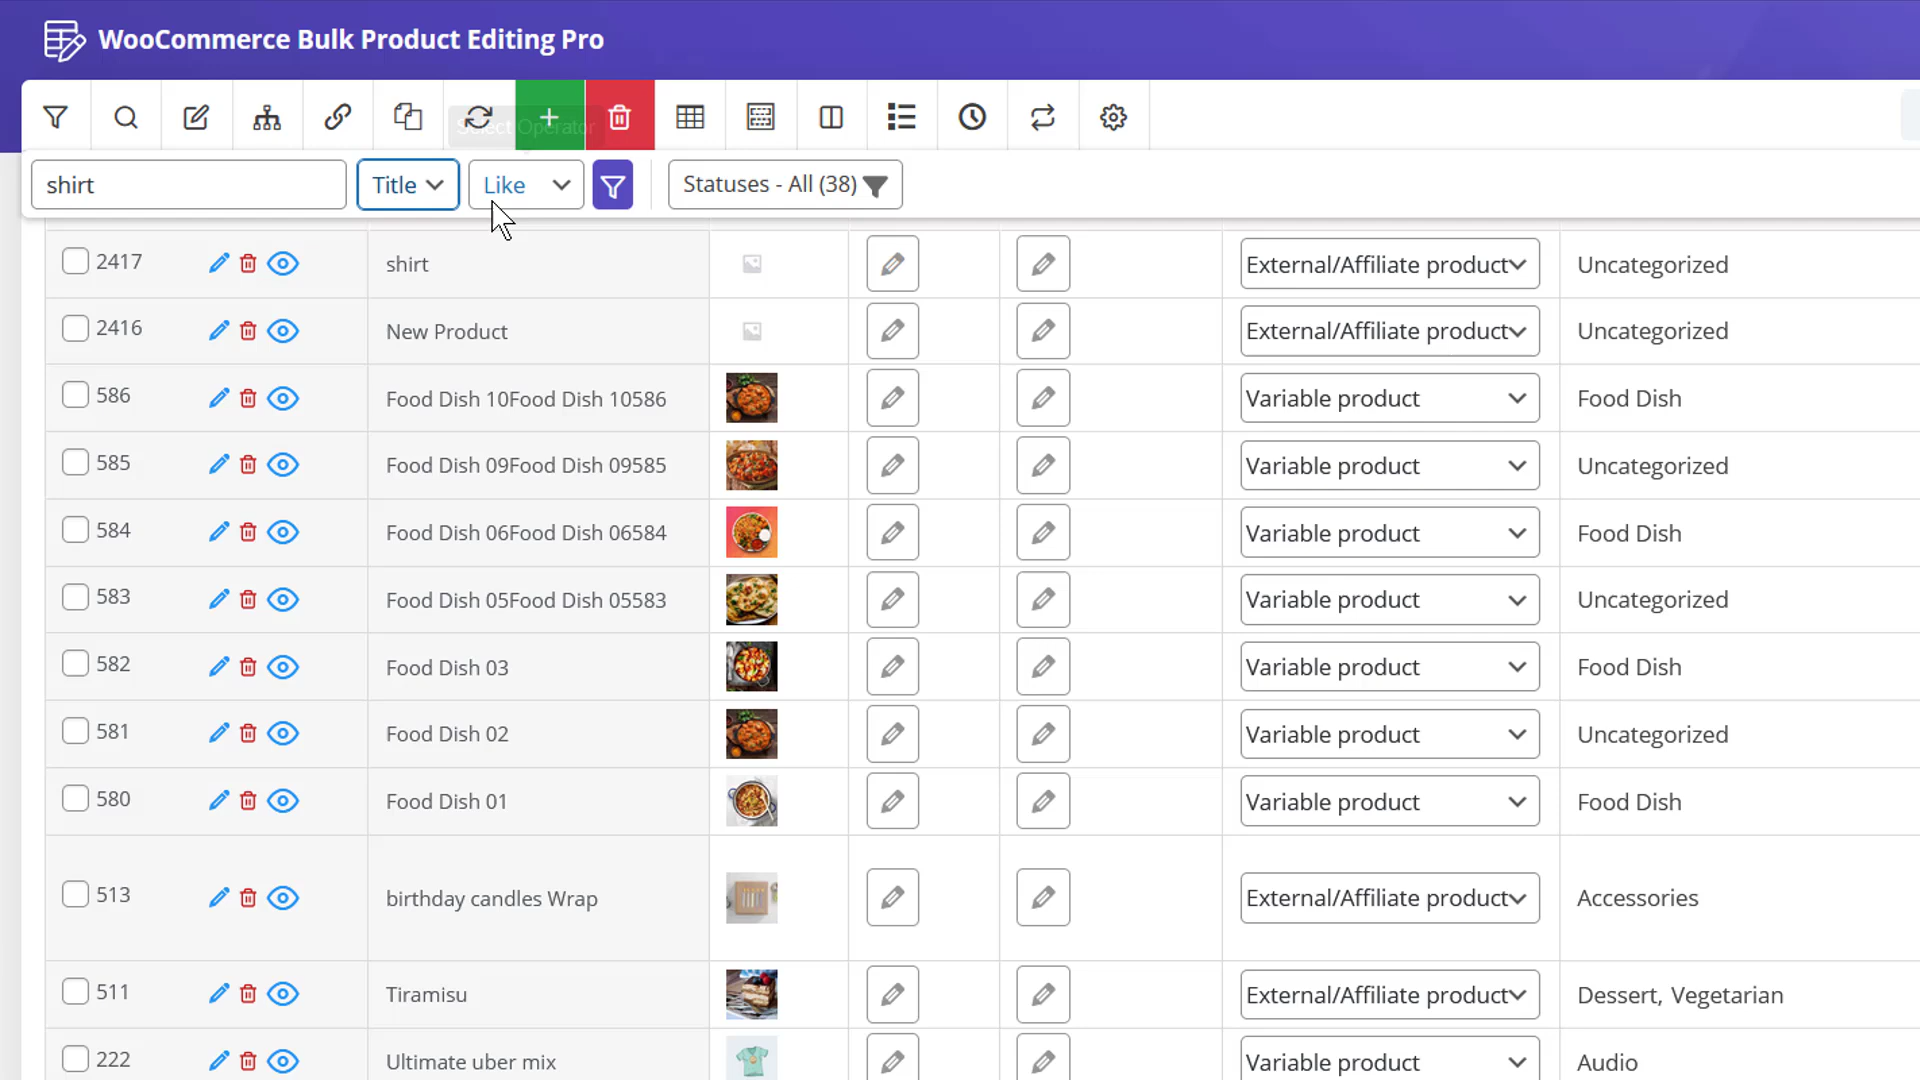 WooCommerce Bulk Product Editing Pro
Select Operator
shirt Title Like Statuses - All (38)
2417 shirt External/Affiliate product Uncategorized
2416 New Product External/Affiliate product Uncategorized
586 Food Dish 10Food Dish 10586 Variable product Food Dish
585 Food Dish 09Food Dish 09585 Variable product Uncategorized
584 Food Dish 06Food Dish 06584 Variable product Food Dish
583 Food Dish 05Food Dish 05583 Variable product Uncategorized
582 Food Dish 03 Variable product Food Dish
581 Food Dish 02 Variable product Uncategorized
580 Food Dish 01 Variable product Food Dish
513 birthday candles Wrap External/Affiliate product Accessories
511 Tiramisu External/Affiliate product Dessert, Vegetarian
222 Ultimate uber mix Variable product Audio